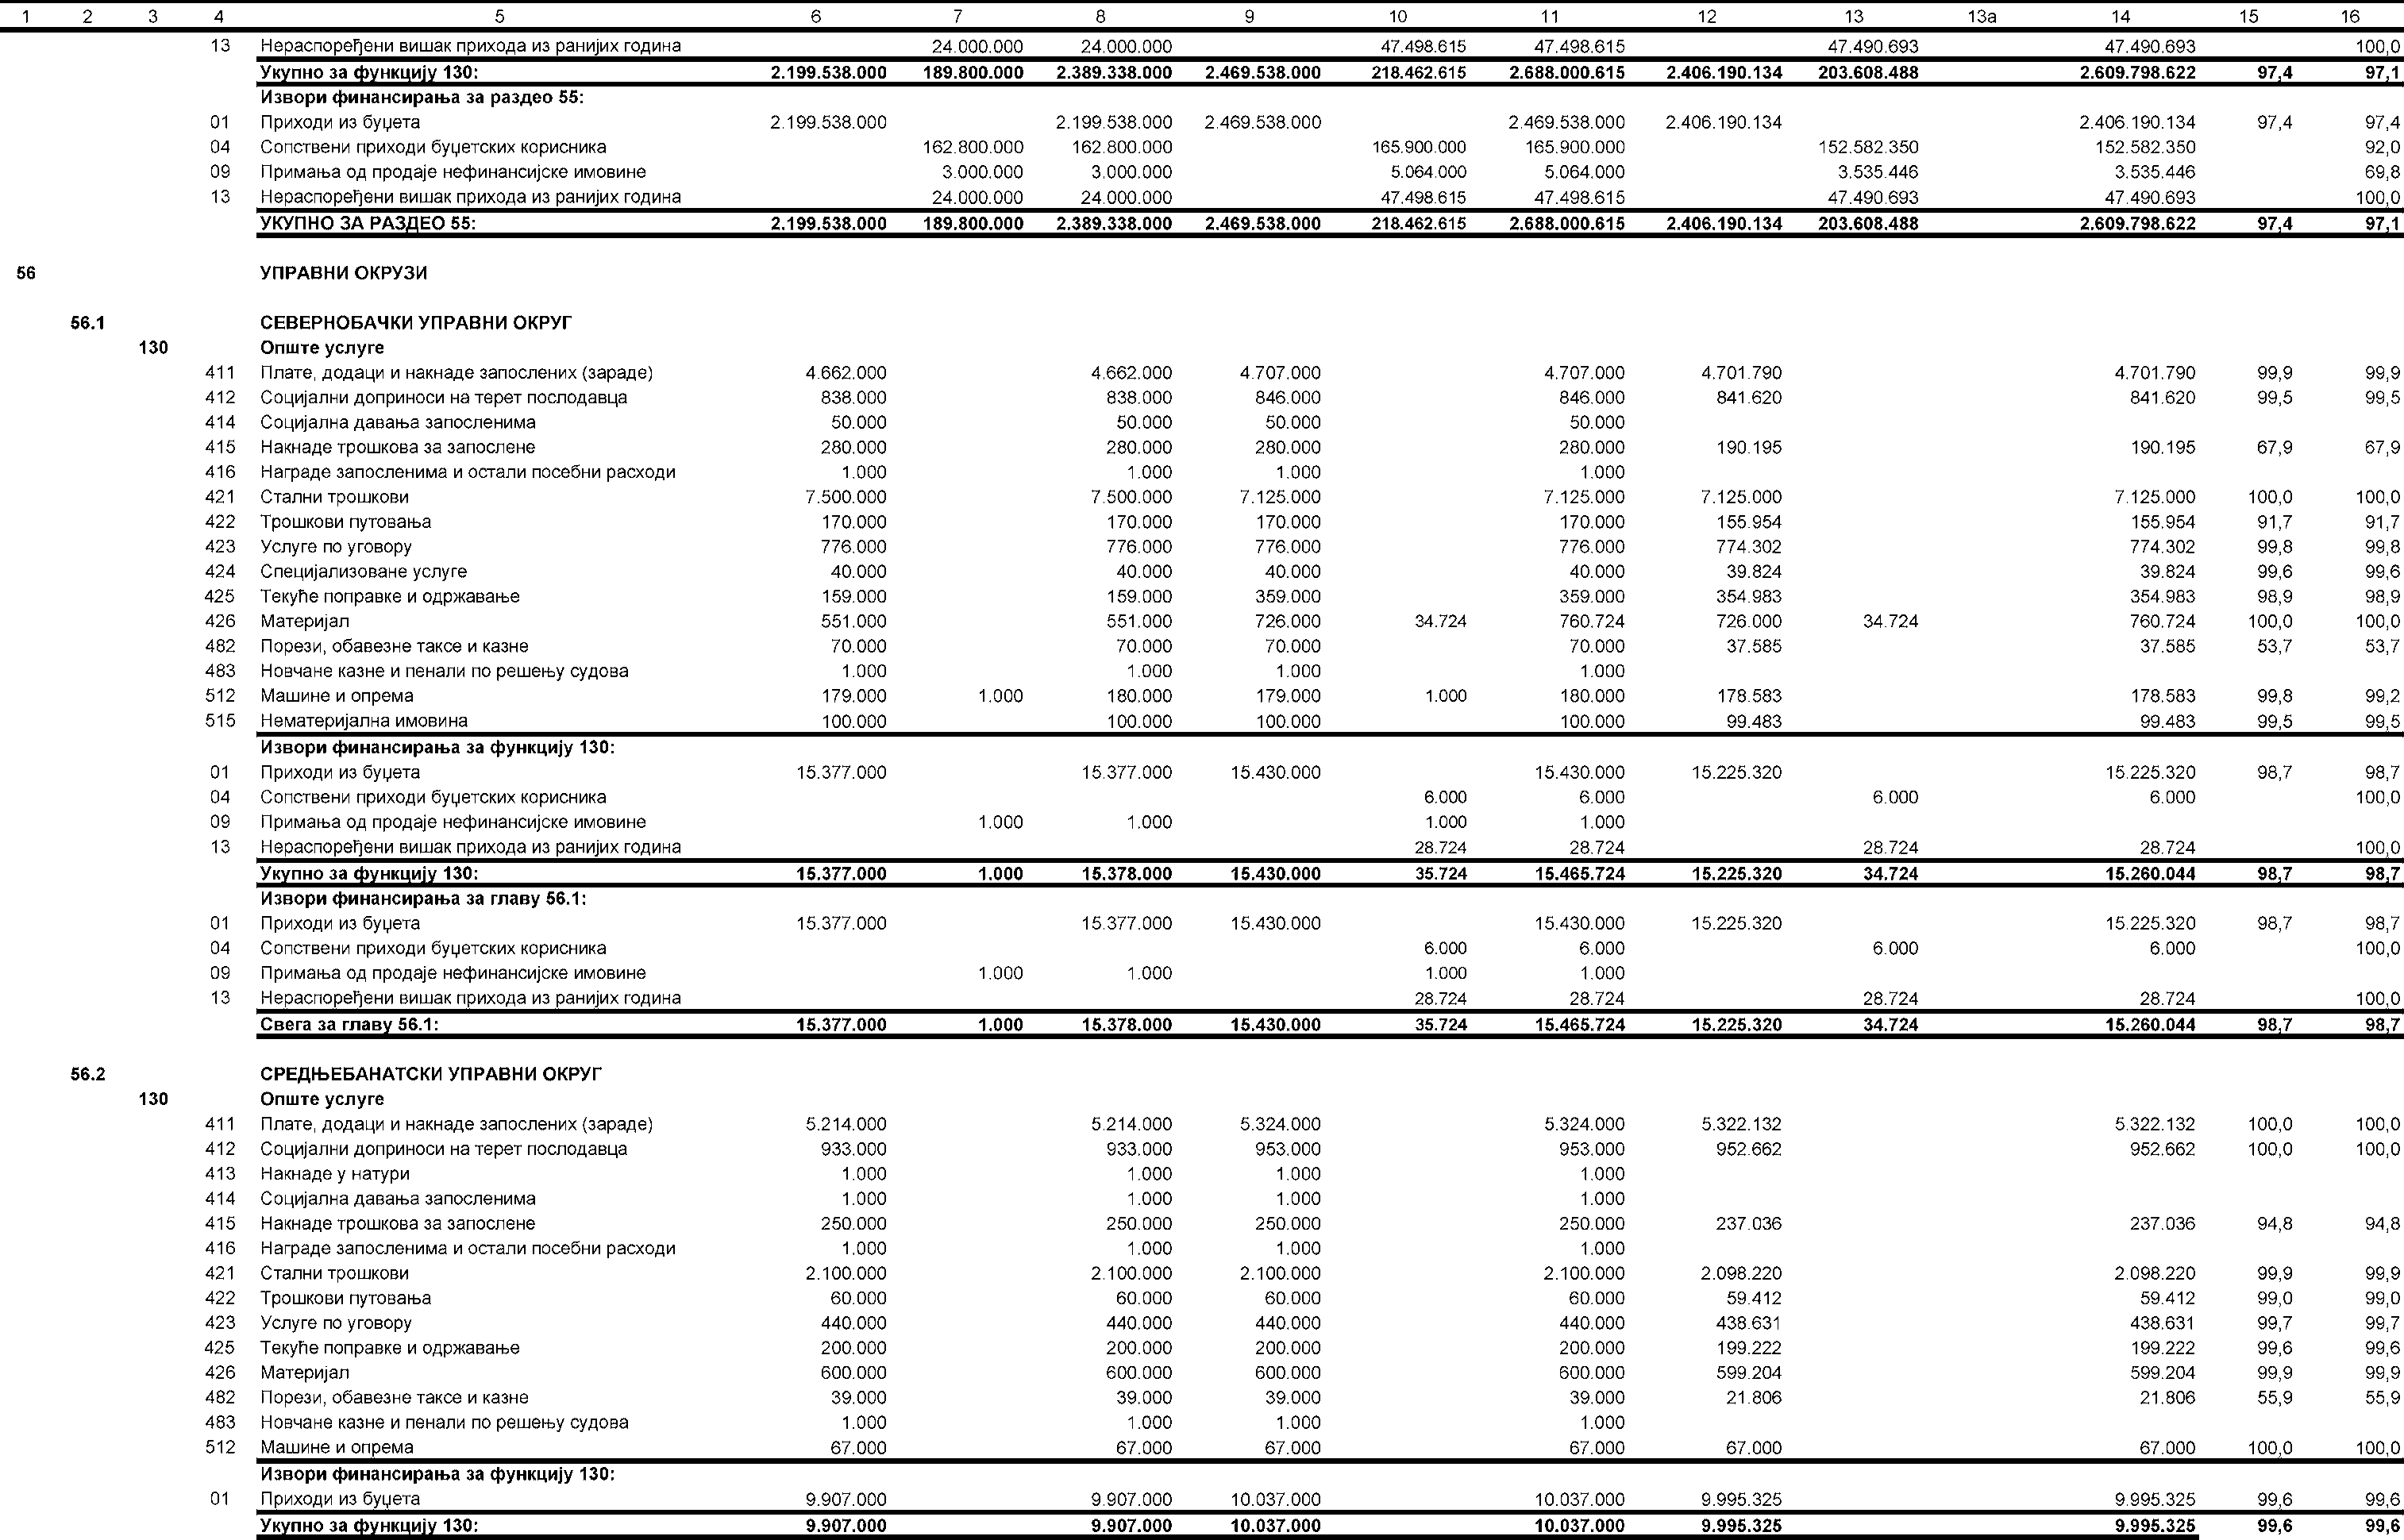 1 2 3 4 5 6 7 8 9 10 11 12 13 13a 14 15 16
13 Нераспоређени вишак прихода из ранијих година 24.000.000 24.000.000 47.498.615 47.498.615 47.490.693 47.490.693 100,0
Укупно за функцију 130: 2.199.538.000 189.800.000 2.389.338.000 2.469.538.000 218.462.615 2.688.000.615 2.406.190.134 203.608.488 2.609.798.622 97,4 97,1
Извори финансирања за раздео 55:
01 Приходи из буџета 2.199.538.000 2.199.538.000 2.469.538.000 2.469.538.000 2.406.190.134 2.406.190.134 97,4 97,4
04 Сопствени приходи буџетских корисника 162.800.000 162.800.000 165.900.000 165.900.000 152.582.350 152.582.350 92,0
09 Примања од продаје нефинансијске имовине 3.000.000 3.000.000 5.064.000 5.064.000 3.535.446 3.535.446 69,8
13 Нераспоређени вишак прихода из ранијих година 24.000.000 24.000.000 47.498.615 47.498.615 47.490.693 47.490.693 100,0
УКУПНО ЗА РАЗДЕО 55: 2.199.538.000 189.800.000 2.389.338.000 2.469.538.000 218.462.615 2.688.000.615 2.406.190.134 203.608.488 2.609.798.622 97,4 97,1
56 УПРАВНИ ОКРУЗИ
56.1 СЕВЕРНОБАЧКИ УПРАВНИ ОКРУГ
130 Опште услуге
411 Плате, додаци и накнаде запослених (зараде) 4.662.000 4.662.000 4.707.000 4.707.000 4.701.790 4.701.790 99,9 99,9
412 Социјални доприноси на терет послодавца 838.000 838.000 846.000 846.000 841.620 841.620 99,5 99,5
414 Социјална давања запосленима 50.000 50.000 50.000 50.000
415 Накнаде трошкова за запослене 280.000 280.000 280.000 280.000 190.195 190.195 67,9 67,9
416 Награде запосленима и остали посебни расходи 1.000 1.000 1.000 1.000
421 Стални трошкови 7.500.000 7.500.000 7.125.000 7.125.000 7.125.000 7.125.000 100,0 100,0
422 Трошкови путовања 170.000 170.000 170.000 170.000 155.954 155.954 91,7 91,7
423 Услуге по уговору 776.000 776.000 776.000 776.000 774.302 774.302 99,8 99,8
424 Специјализоване услуге 40.000 40.000 40.000 40.000 39.824 39.824 99,6 99,6
425 Текуће поправке и одржавање 159.000 159.000 359.000 359.000 354.983 354.983 98,9 98,9
426 Материјал 551.000 551.000 726.000 34.724 760.724 726.000 34.724 760.724 100,0 100,0
482 Порези, обавезне таксе и казне 70.000 70.000 70.000 70.000 37.585 37.585 53,7 53,7
483 Новчане казне и пенали по решењу судова 1.000 1.000 1.000 1.000
512 Машине и опрема 179.000 1.000 180.000 179.000 1.000 180.000 178.583 178.583 99,8 99,2
515 Нематеријална имовина 100.000 100.000 100.000 100.000 99.483 99.483 99,5 99,5
Извори финансирања за функцију 130:
01 Приходи из буџета 15.377.000 15.377.000 15.430.000 15.430.000 15.225.320 15.225.320 98,7 98,7
04 Сопствени приходи буџетских корисника 6.000 6.000 6.000 6.000 100,0
09 Примања од продаје нефинансијске имовине 1.000 1.000 1.000 1.000
13 Нераспоређени вишак прихода из ранијих година 28.724 28.724 28.724 28.724 100,0
Укупно за функцију 130: 15.377.000 1.000 15.378.000 15.430.000 35.724 15.465.724 15.225.320 34.724 15.260.044 98,7 98,7
Извори финансирања за главу 56.1:
01 Приходи из буџета 15.377.000 15.377.000 15.430.000 15.430.000 15.225.320 15.225.320 98,7 98,7
04 Сопствени приходи буџетских корисника 6.000 6.000 6.000 6.000 100,0
09 Примања од продаје нефинансијске имовине 1.000 1.000 1.000 1.000
13 Нераспоређени вишак прихода из ранијих година 28.724 28.724 28.724 28.724 100,0
Свега за главу 56.1: 15.377.000 1.000 15.378.000 15.430.000 35.724 15.465.724 15.225.320 34.724 15.260.044 98,7 98,7
56.2 СРЕДЊЕБАНАТСКИ УПРАВНИ ОКРУГ
130 Опште услуге
411 Плате, додаци и накнаде запослених (зараде) 5.214.000 5.214.000 5.324.000 5.324.000 5.322.132 5.322.132 100,0 100,0
412 Социјални доприноси на терет послодавца 933.000 933.000 953.000 953.000 952.662 952.662 100,0 100,0
413 Накнаде у натури 1.000 1.000 1.000 1.000
414 Социјална давања запосленима 1.000 1.000 1.000 1.000
415 Накнаде трошкова за запослене 250.000 250.000 250.000 250.000 237.036 237.036 94,8 94,8
416 Награде запосленима и остали посебни расходи 1.000 1.000 1.000 1.000
421 Стални трошкови 2.100.000 2.100.000 2.100.000 2.100.000 2.098.220 2.098.220 99,9 99,9
422 Трошкови путовања 60.000 60.000 60.000 60.000 59.412 59.412 99,0 99,0
423 Услуге по уговору 440.000 440.000 440.000 440.000 438.631 438.631 99,7 99,7
425 Текуће поправке и одржавање 200.000 200.000 200.000 200.000 199.222 199.222 99,6 99,6
426 Материјал 600.000 600.000 600.000 600.000 599.204 599.204 99,9 99,9
482 Порези, обавезне таксе и казне 39.000 39.000 39.000 39.000 21.806 21.806 55,9 55,9
483 Новчане казне и пенали по решењу судова 1.000 1.000 1.000 1.000
512 Машине и опрема 67.000 67.000 67.000 67.000 67.000 67.000 100,0 100,0
Извори финансирања за функцију 130:
01 Приходи из буџета 9.907.000 9.907.000 10.037.000 10.037.000 9.995.325 9.995.325 99,6 99,6
Укупно за функцију 130: 9.907.000 9.907.000 10.037.000 10.037.000 9.995.325 9.995.325 99,6 99,6